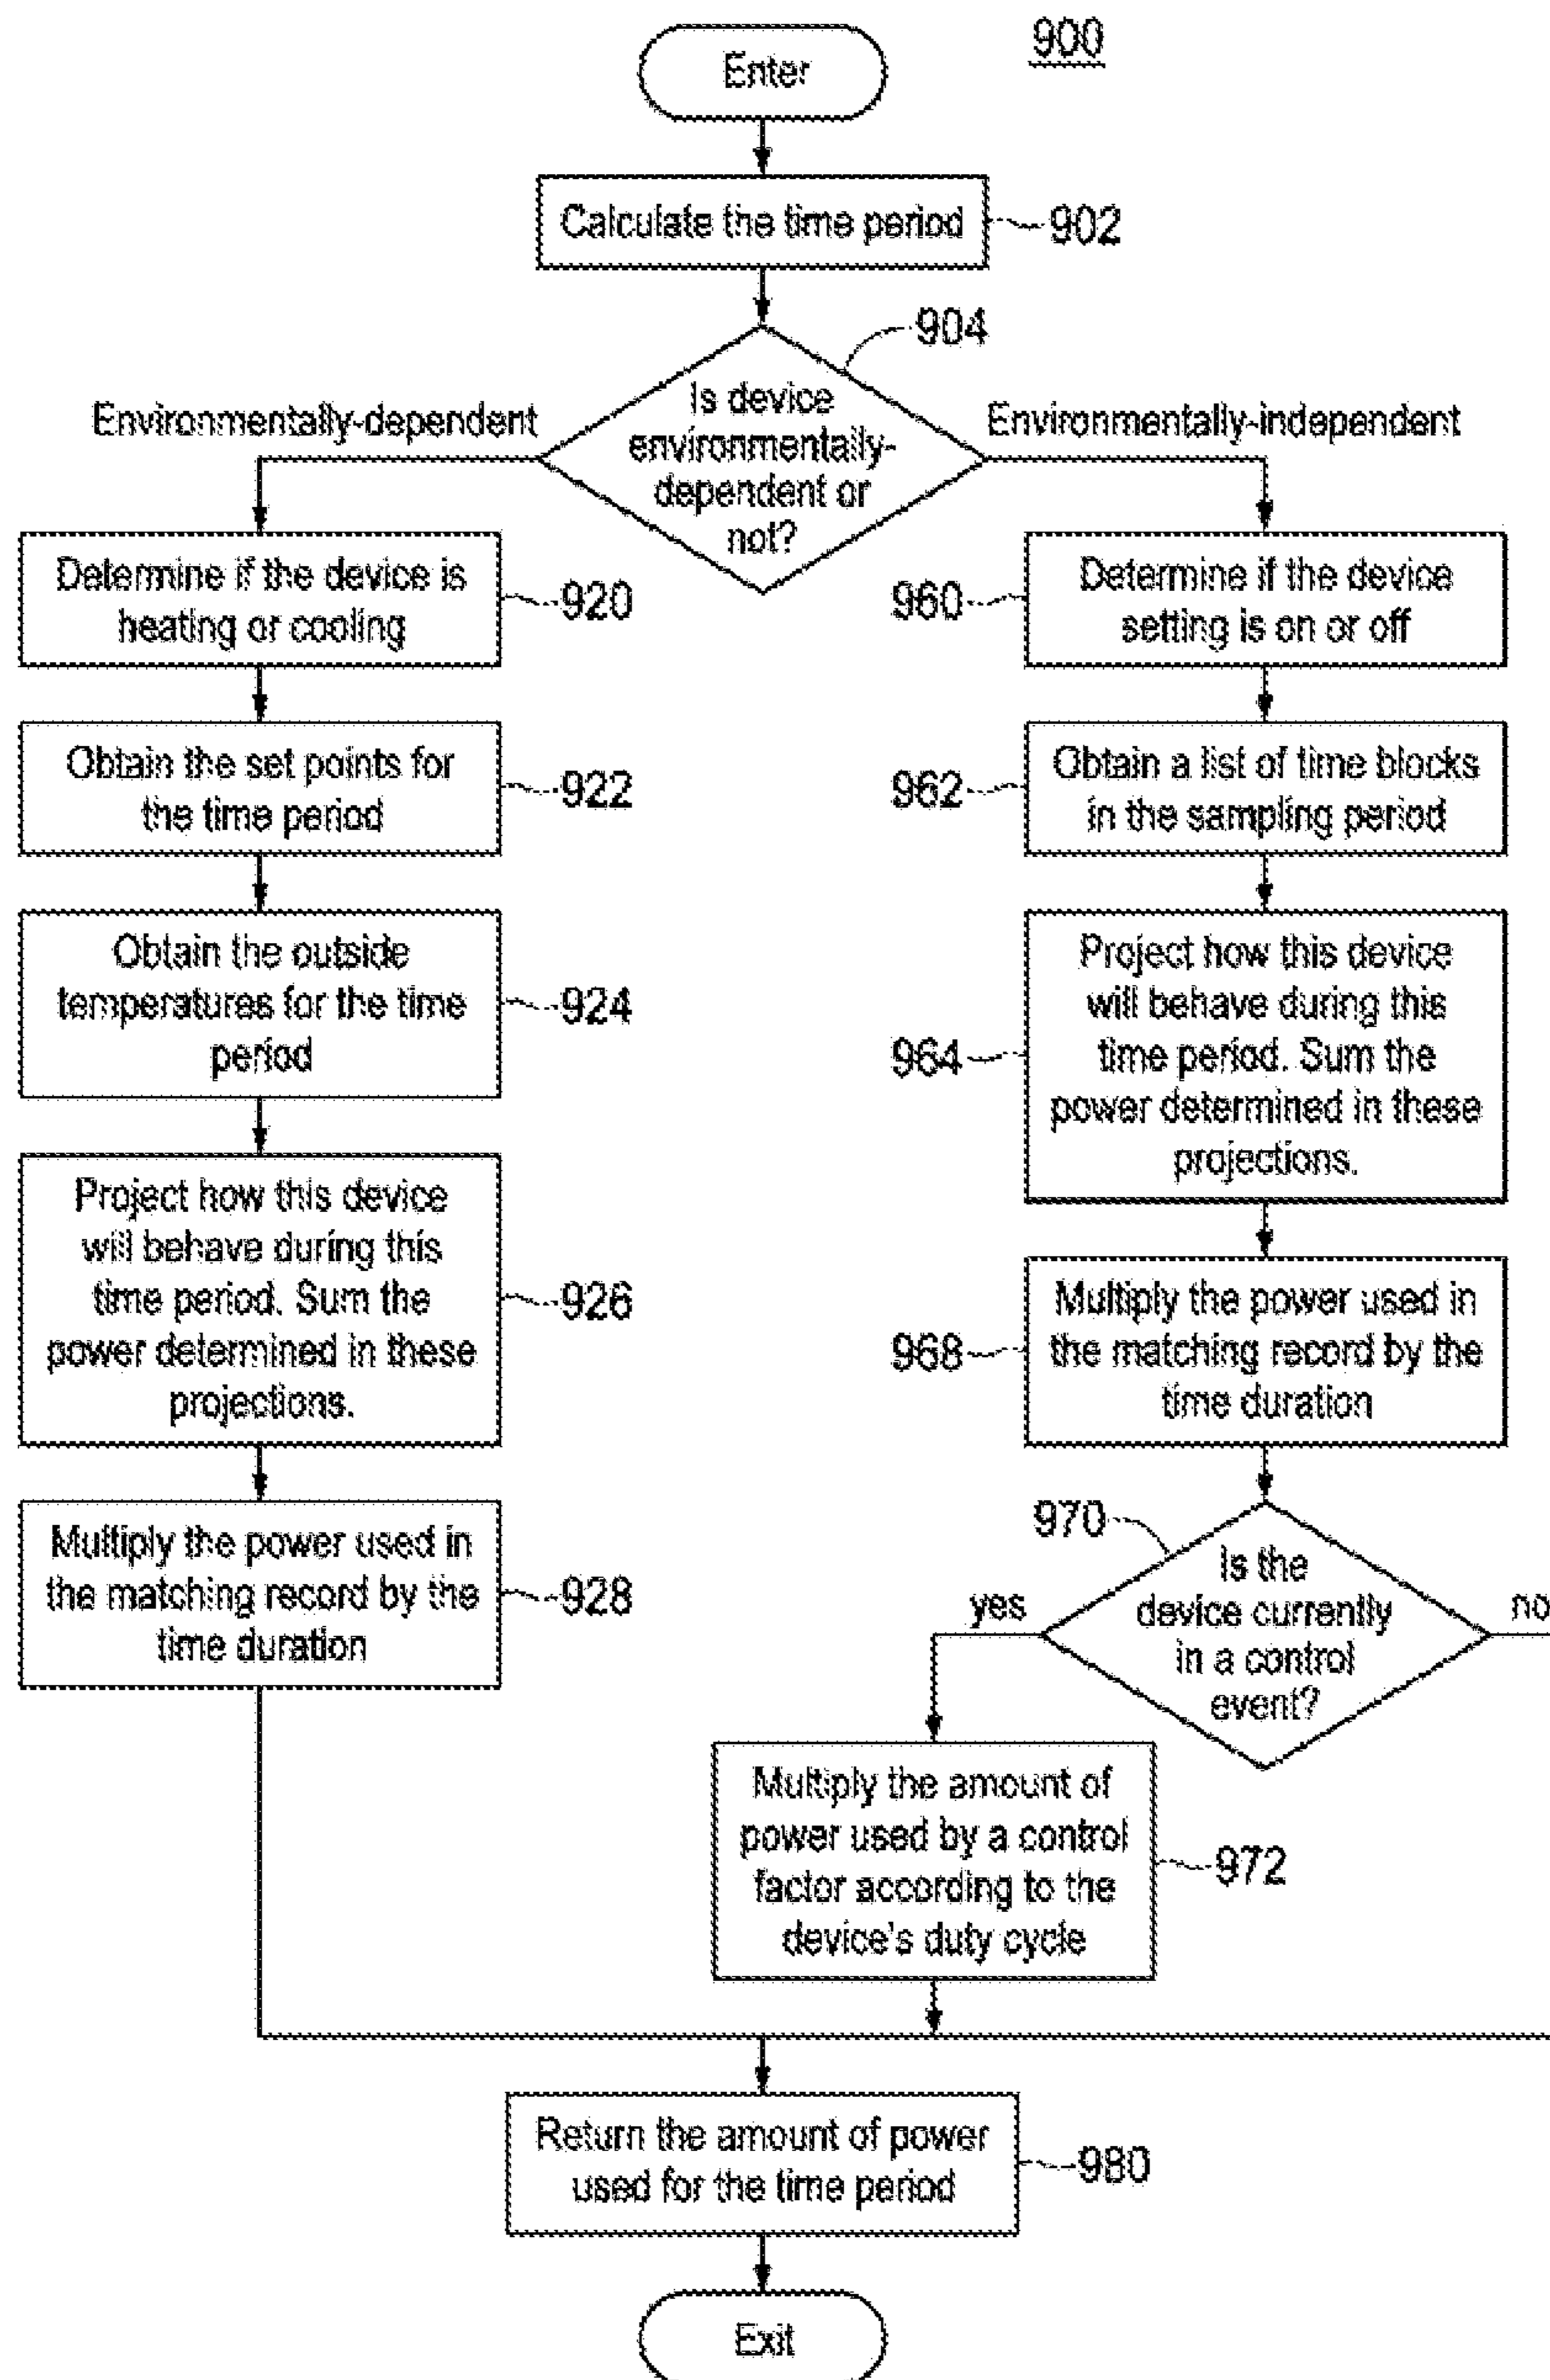 900
Enter
Calculate the time period
902
904
Is device
environmentally-
dependent or
not?
Environmentally-dependent
Environmentally-independent
Determine if the device is
heating or cooling
920
Obtain the set points for
the time period
922
Obtain the outside
temperatures for the time
period
924
Project how this device
will behave during this
time period. Sum the
power determined in these
projections.
926
Multiply the power used in
the matching record by the
time duration
928
960
Determine if the device
setting is on or off
962
Obtain a list of time blocks
in the sampling period
964
Project how this device
will behave during this
time period. Sum the
power determined in these
projections.
968
Multiply the power used in
the matching record by the
time duration
970
Is the
device currently
in a control
event?
yes
no
Multiply the amount of
power used by a control
factor according to the
device's duty cycle
972
Return the amount of power
used for the time period
980
Exit